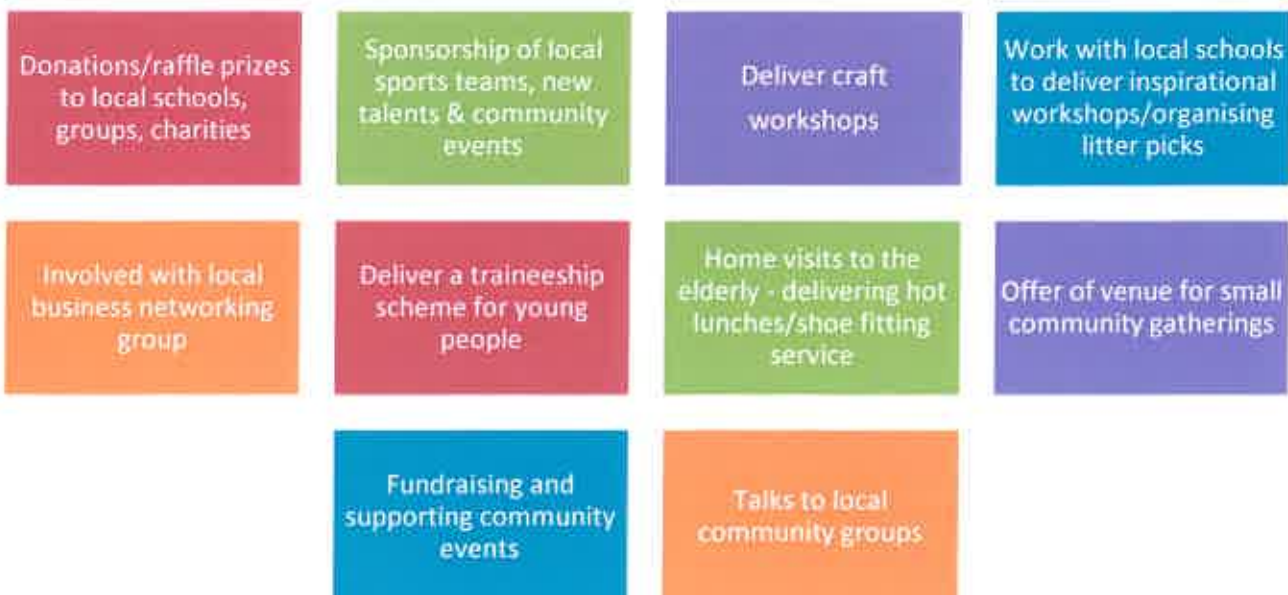 Donations/raffle prizes
to local schools,
groups, charities
Sponsorship of local
sports teams, new
talents & community
events
Deliver craft
workshops
Work with local schools
to deliver inspirational
workshops/organising
litter picks
Involved with local
business networking
group
Deliver a traineeship
scheme for young
people
Home visits to the
elderly - delivering hot
lunches/shoe fitting
service
Offer of venue for small
community gatherings
Fundraising and
supporting community
events
Talks to local
community groups